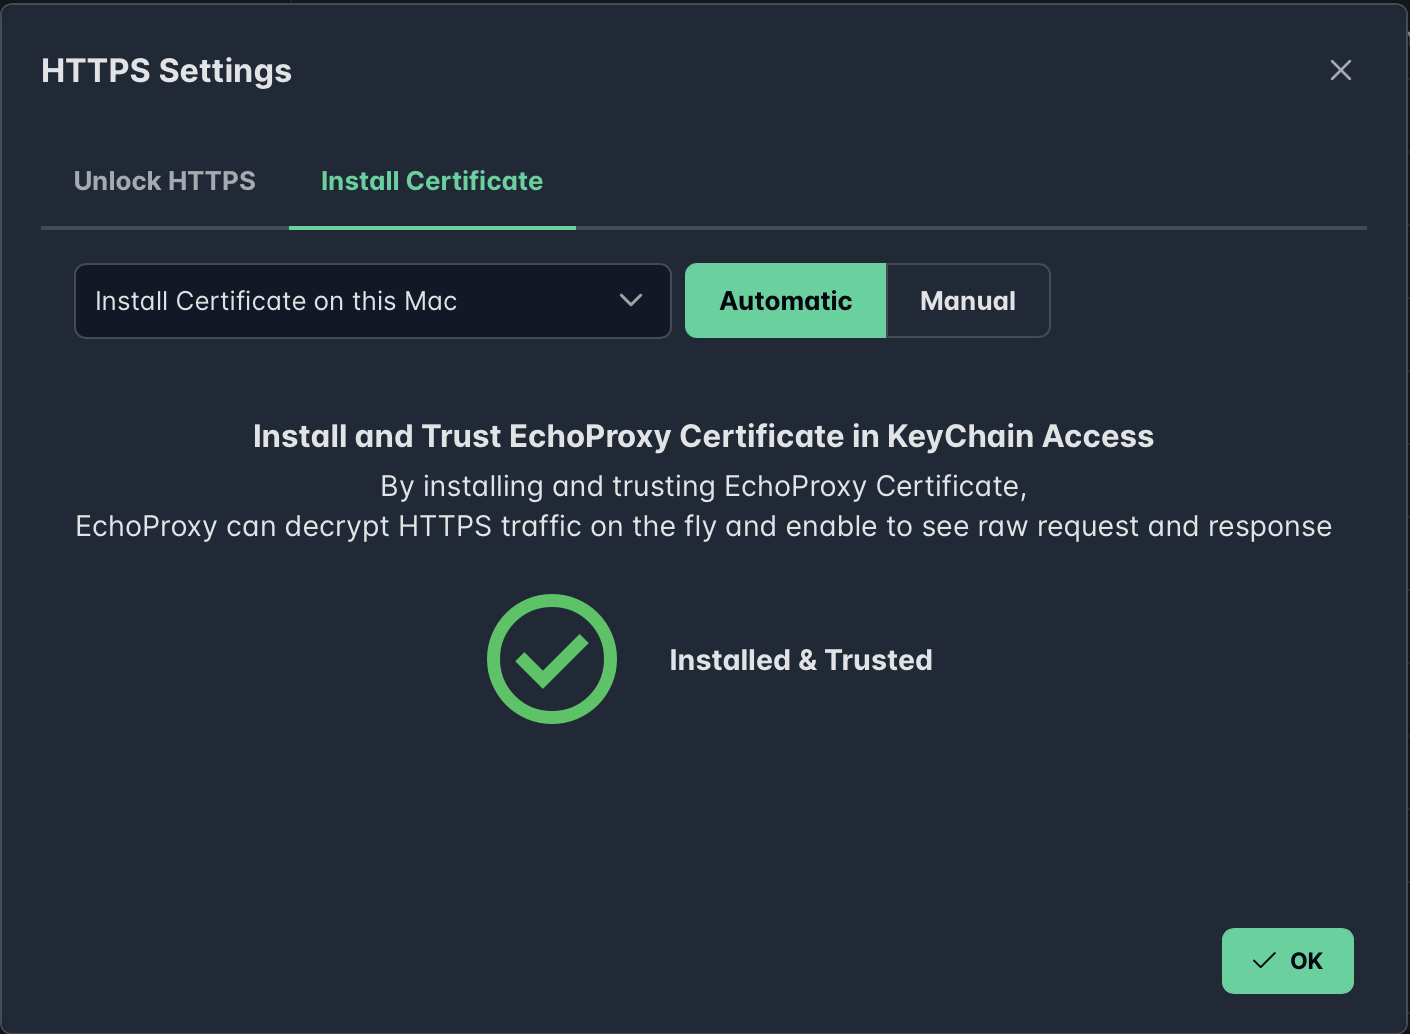 HTTPS Settings
Unlock HTTPS
Install Certificate
Install Certificate on this Mac
Automatic
Manual
Install and Trust EchoProxy Certificate in KeyChain Access
By installing and trusting EchoProxy Certificate,
EchoProxy can decrypt HTTPS traffic on the fly and enable to see raw request and response
Installed & Trusted
OK